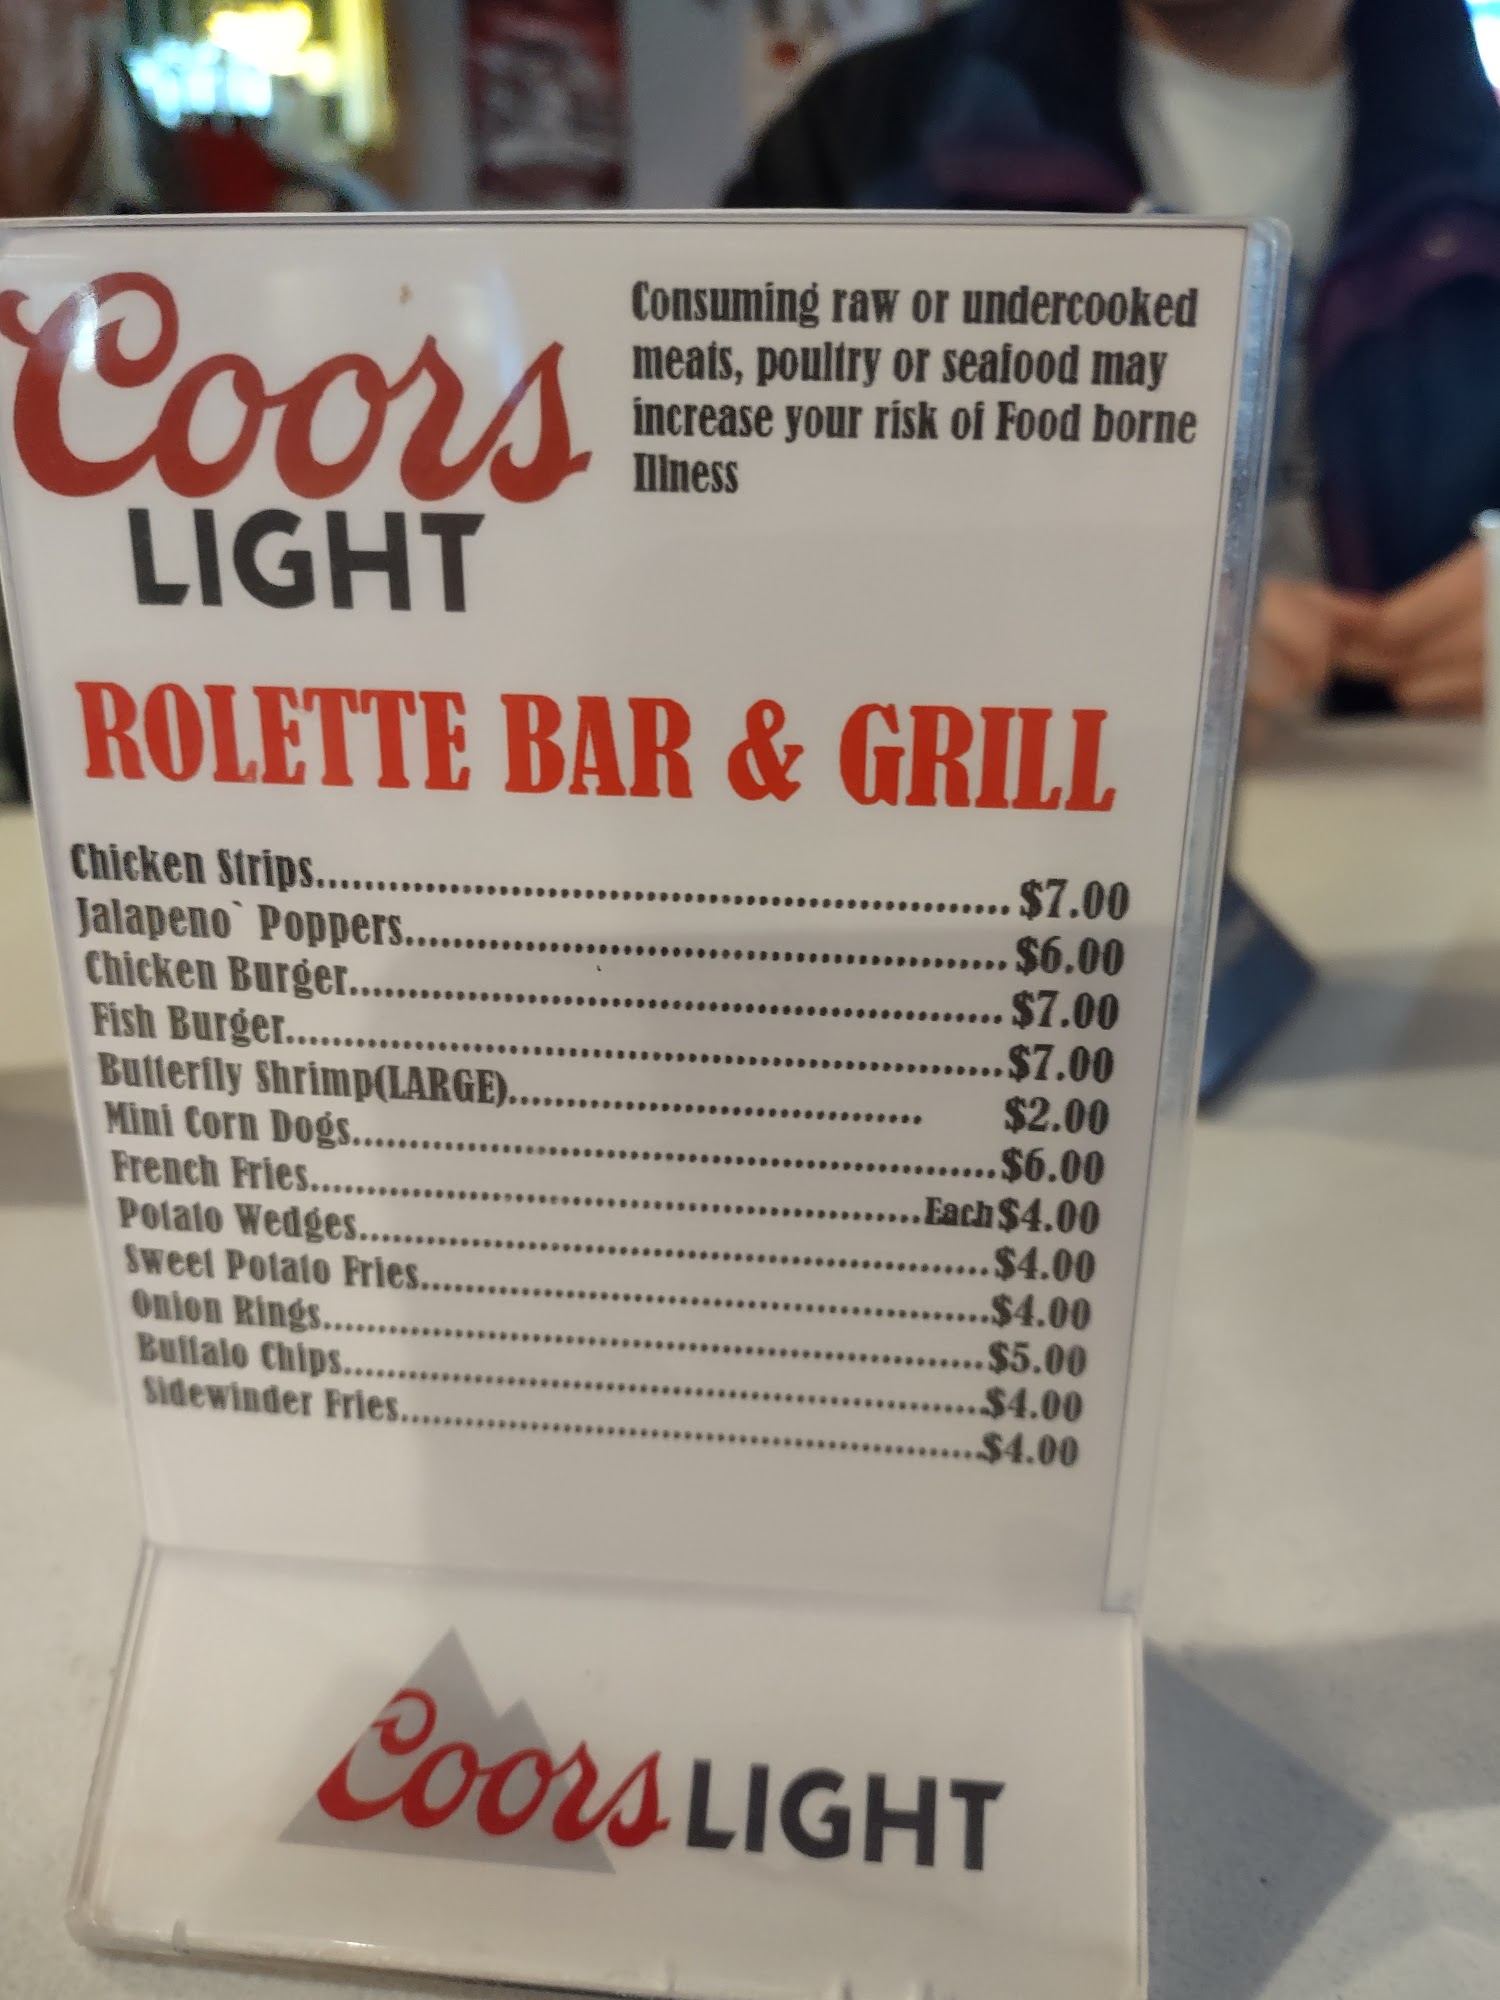 Coors
LIGHT
Consuming raw or undercooked
meats, poultry or seafood may
increase your risk of Food borne
Illness
ROLETTE BAR & GRILL
Chicken Strips.......................................................... $7.00
Jalapeno` Poppers.................................................. $6.00
Chicken Burger....................................................... $7.00
Fish Burger............................................................ $7.00
Butterfly Shrimp(LARGE)................................... $2.00
Mini Corn Dogs......................................................$6.00
French Fries...................................................Each $4.00
Potato Wedges.....................................................$4.00
Sweet Potato Fries................................................$4.00
Onion Rings........................................................$5.00
Buffalo Chips......................................................$4.00
Sidewinder Fries.................................................$4.00
Coors LIGHT